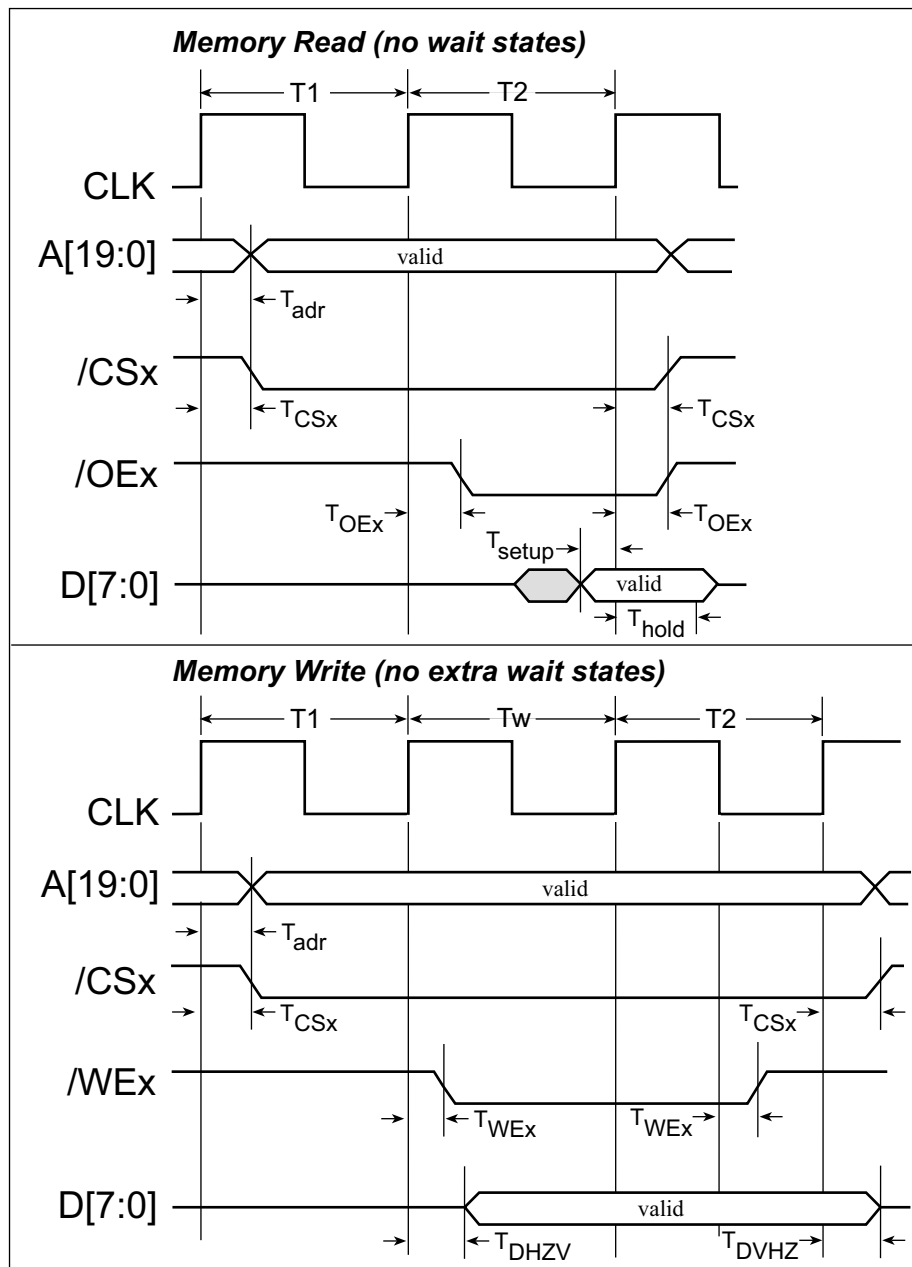 Memory Read (no wait states)
T1 T2
CLK
A[19:0] valid
Tadr
/CSx
TCSx TCSx
/OEx
TOEx TOEx
Tsetup
D[7:0] valid
Thold
Memory Write (no extra wait states)
T1 Tw T2
CLK
A[19:0] valid
Tadr
/CSx
TCSx TCSx
/WEx
TWEx TWEx
D[7:0] valid
TDHZV TDVHZ